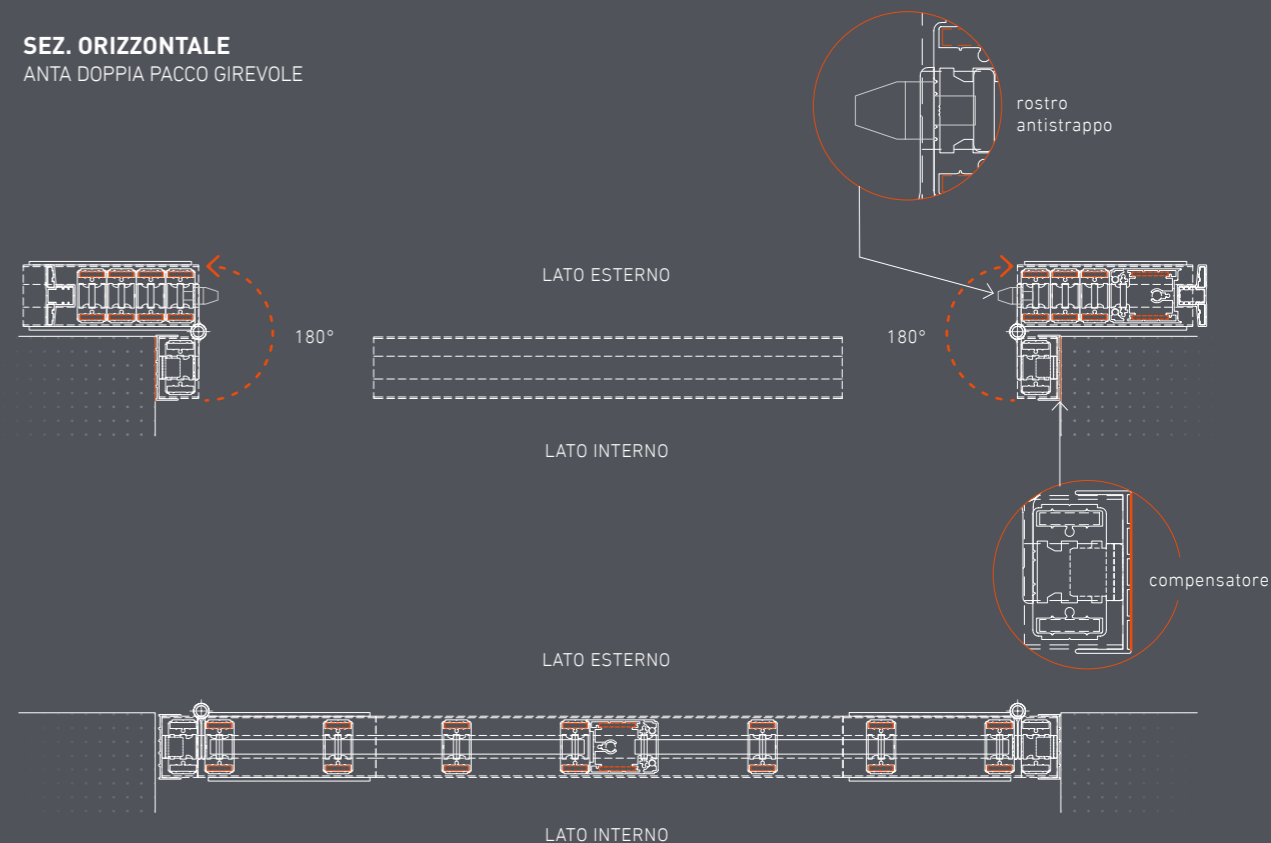 SEZ. ORIZZONTALE
ANTA DOPPIA PACCO GIREVOLE
rostro
antistrappo
LATO ESTERNO
180°
180°
LATO INTERNO
compensatore
LATO ESTERNO
LATO INTERNO